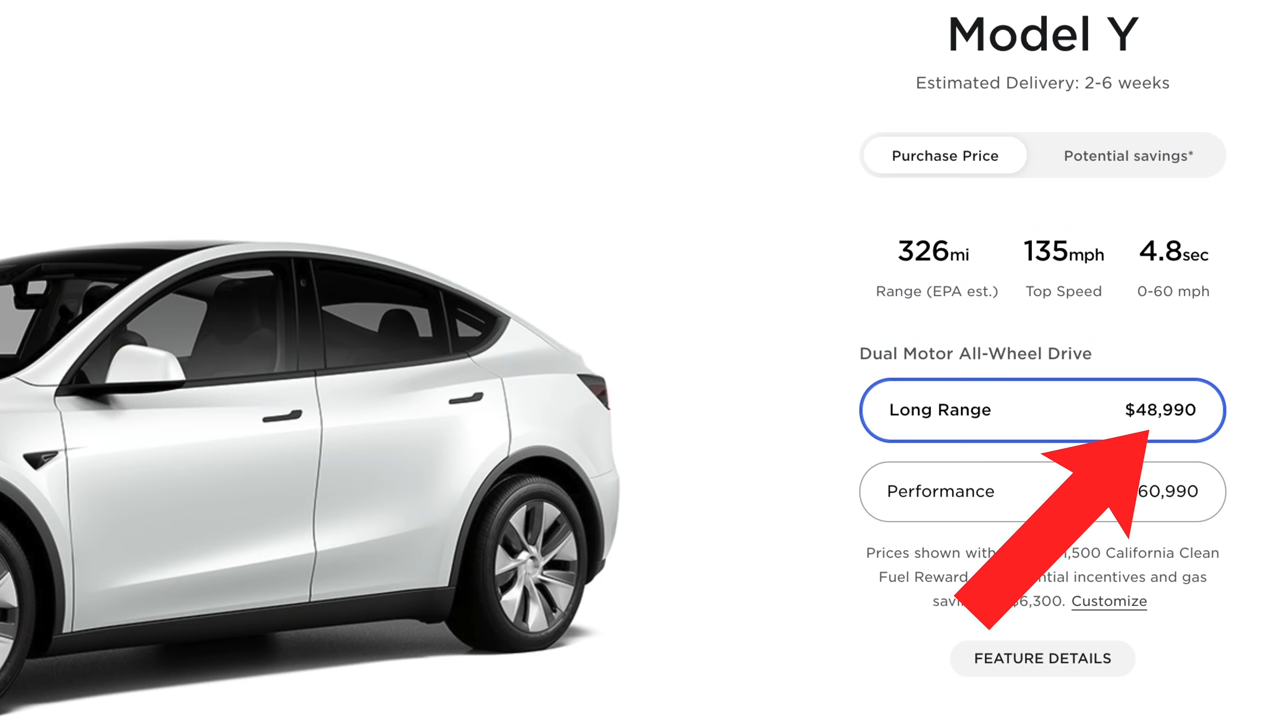 Model Y
Estimated Delivery: 2-6 weeks
Purchase Price Potential savings*
326mi 135mph 4.8sec
Range (EPA est.) Top Speed 0-60 mph
Dual Motor All-Wheel Drive
Long Range $48,990
Performance 60,990
Prices shown with ,500 California Clean
Fuel Reward incentives and gas
$6,300. Customize
FEATURE DETAILS